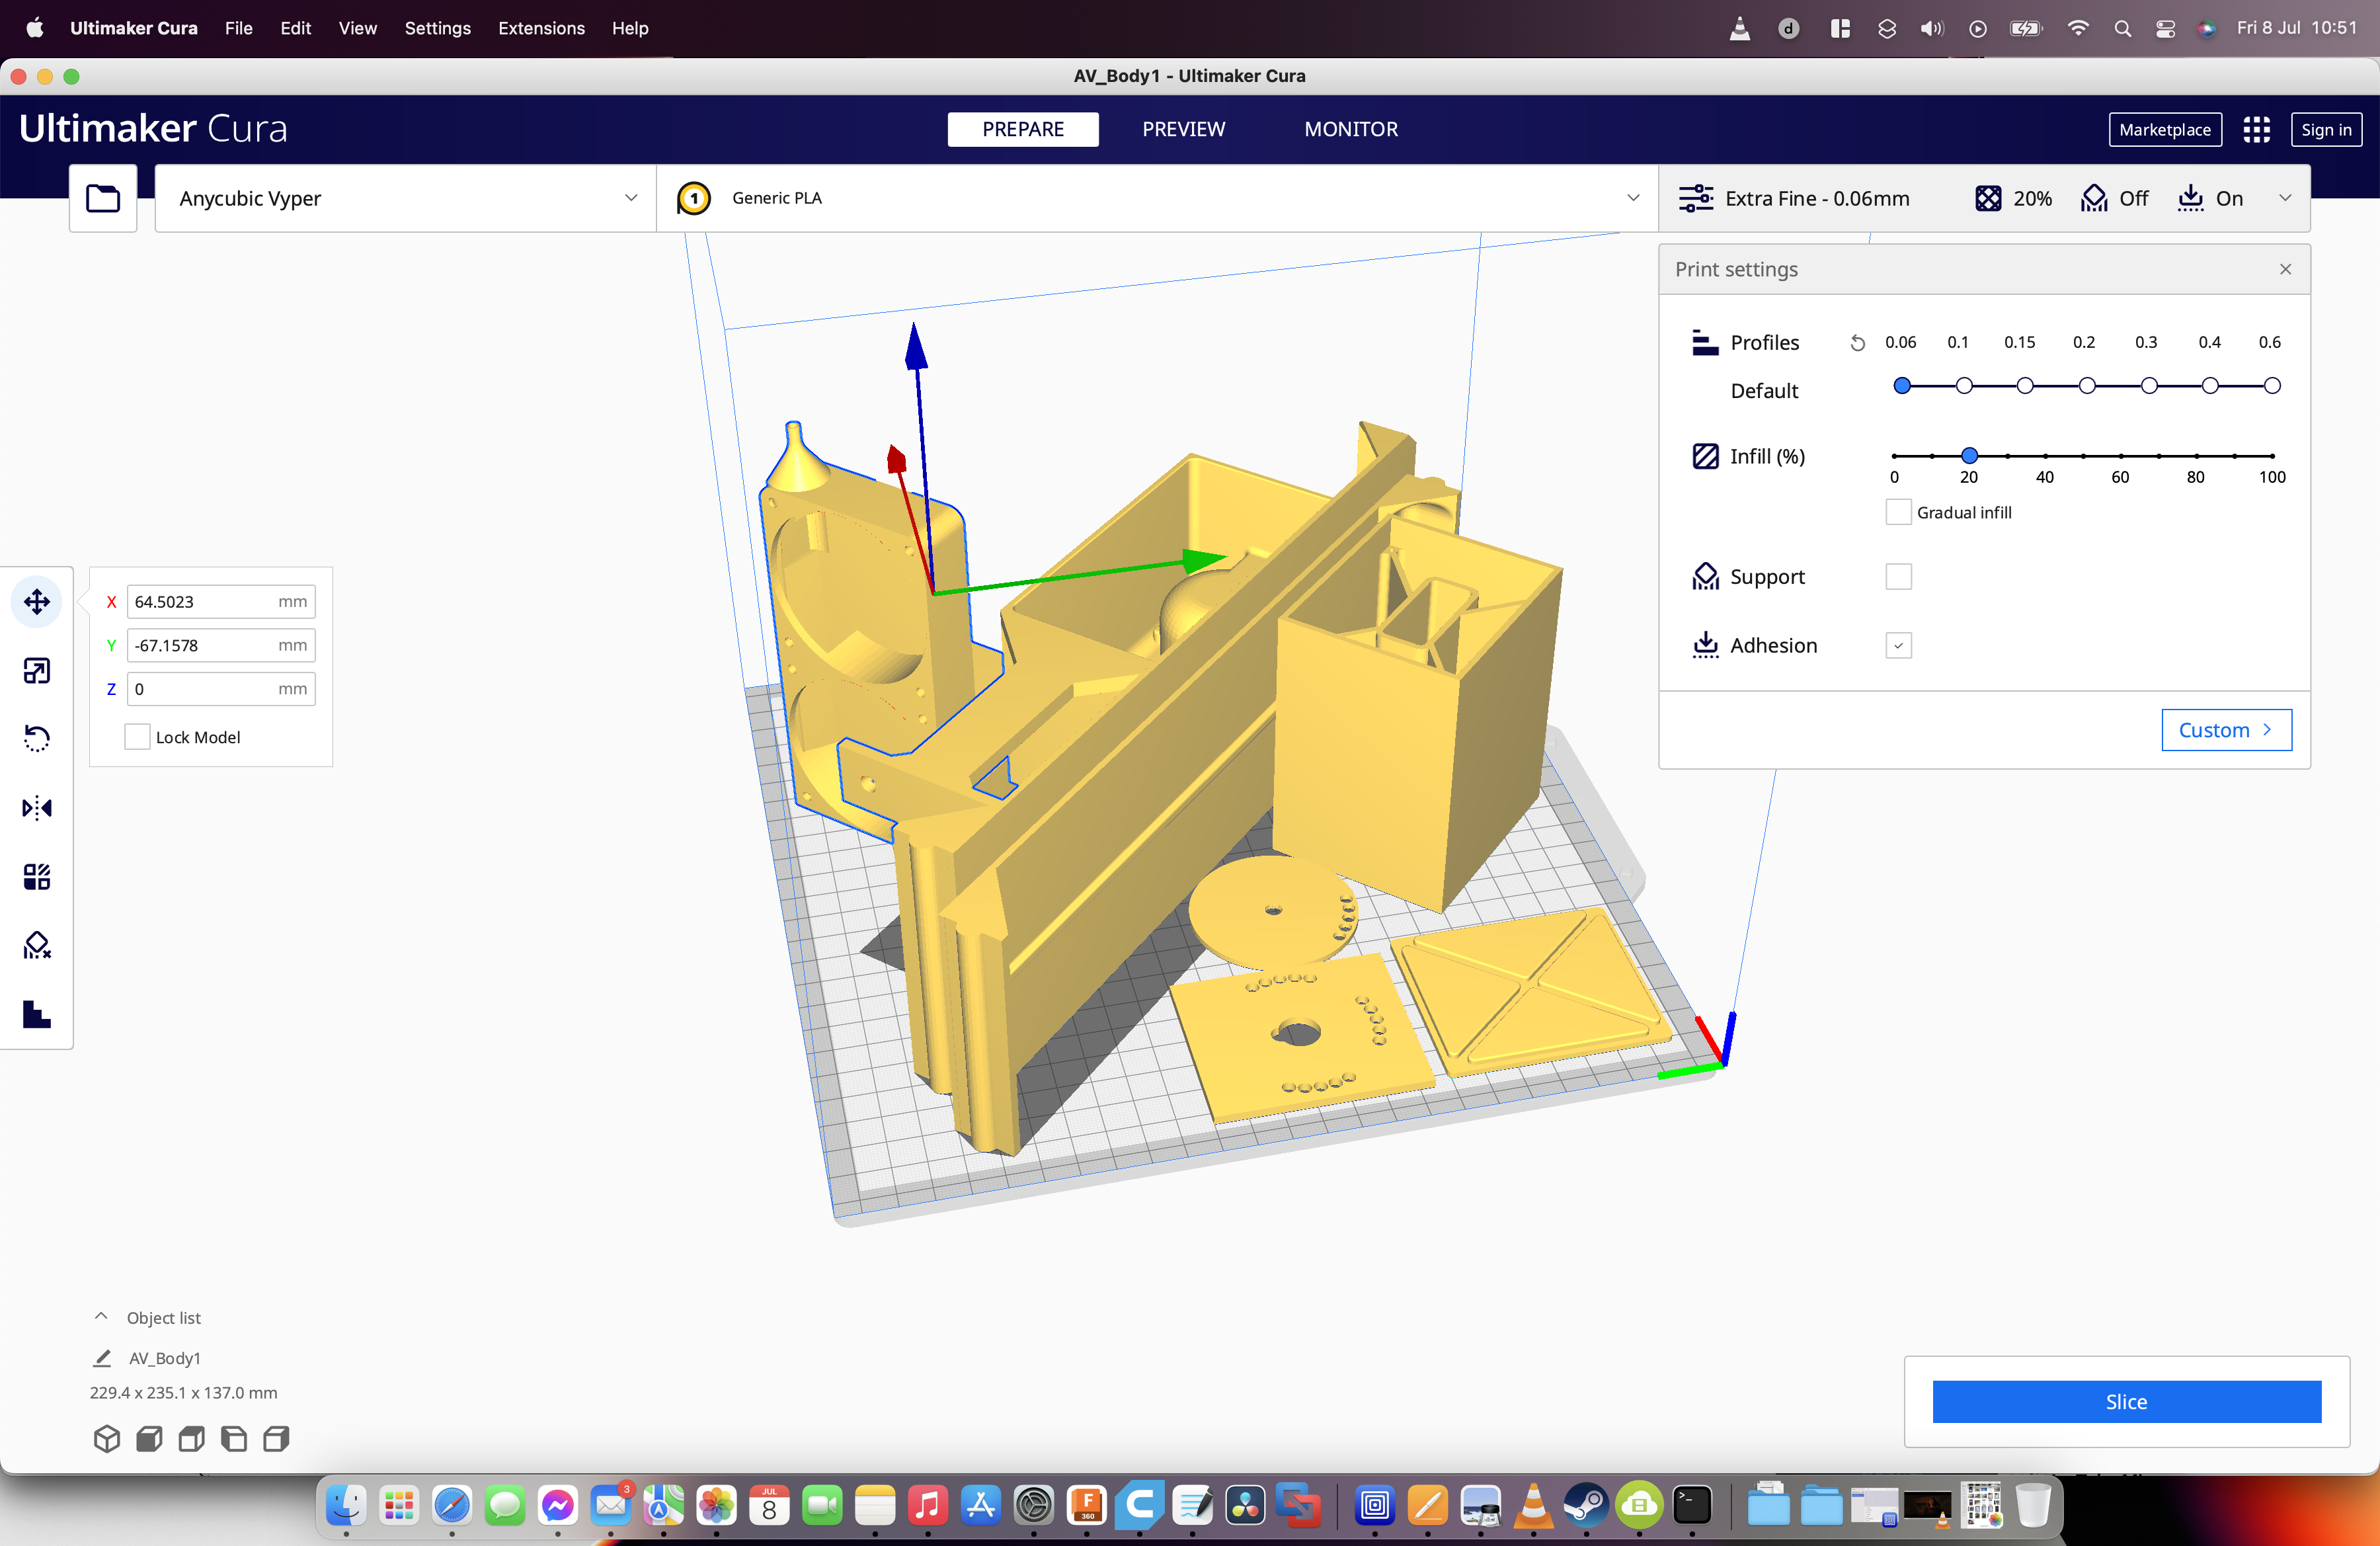 Ultimaker Cura File Edit View Settings Extensions Help d Fri 8 Jul 10:51
AV_Body1 - Ultimaker Cura
Ultimaker Cura PREPARE PREVIEW MONITOR Marketplace Sign in
Anycubic Vyper 1 Generic PLA Extra Fine - 0.06mm 20% Off On
Print settings
Profiles 0.06 0.1 0.15 0.2 0.3 0.4 0.6
Default
Infill (%)
0 20 40 60 80 100
Gradual infill
Support
Adhesion
Custom
X 64.5023 mm
Y -67.1578 mm
Z 0 mm
Lock Model
Object list
AV_Body1
229.4 x 235.1 x 137.0 mm
Slice
3
JUL
8
F
360
>_